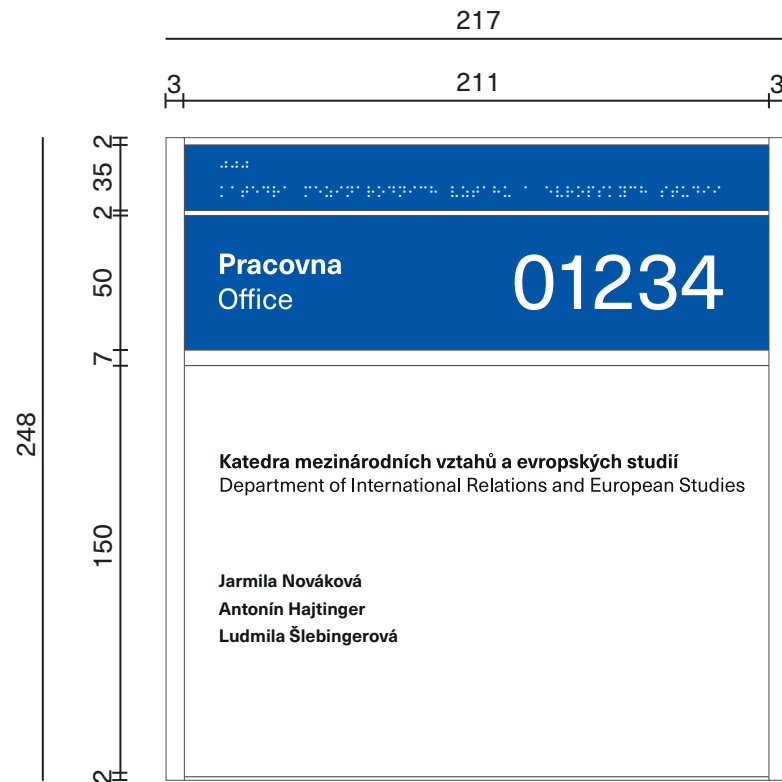 217
3 211 3
2
35
2
50
7
248
150
2
Pracovna 01234
Office
Katedra mezinárodních vztahů a evropských studií
Department of International Relations and European Studies
Jarmila Nováková
Antonín Hajtinger
Ludmila Šlebingerová